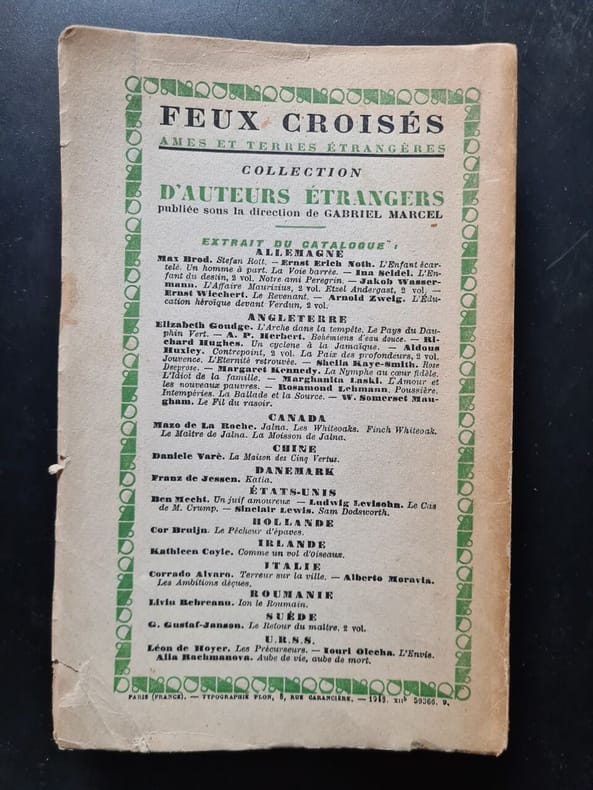 FEUX CROISÉS
AMES ET TERRES ÉTRANGÈRES
COLLECTION
D'AUTEURS ÉTRANGERS
publiée sous la direction de GABRIEL MARCEL
EXTRAIT DU CATALOGUE :
ALLEMAGNE
Max Brod. Stefan Rott. — Ernst Erich Noth. L'Enfant écar-
telé. Un homme à part. La Voie barrée. — Ina Seidel. L'En-
fant du destin, 2 vol. Notre ami Peregrin. — Jakob Wasser-
mann. L'Affaire Maurizius, 2 vol. Etzel Andergast, 2 vol. —
Ernst Wiechert. Le Revenant. — Arnold Zweig. L'Édu-
cation héroïque devant Verdun, 2 vol.
ANGLETERRE
Elizabeth Goudge. L'Arche dans la tempête. Le Pays du Dau-
phin Vert. — A. P. Herbert. Bohémiens d'eau douce. — Ri-
chard Hughes. Un cyclone à la Jamaïque. — Aldous
Huxley. Contrepoint, 2 vol. La Paix des profondeurs, 2 vol.
Jouvence. L'Eternité retrouvée. — Sheila Kaye-Smith. Rose
Deeprose. — Margaret Kennedy. La Nymphe au cœur fidèle.
L'Idiot de la famille. — Marghanita Laski. L'Amour et
les nouveaux pauvres. — Rosamond Lehmann. Poussière.
Intempéries. La Ballade et la Source. — W. Somerset Mau-
gham. Le Fil du rasoir.
CANADA
Mazo de La Roche. Jalna. Les Whiteoaks. Finch Whiteoak.
Le Maître de Jalna. La Moisson de Jalna.
CHINE
Daniele Varè. La Maison des Cinq Vertus.
DANEMARK
Franz de Jessen. Katia.
ÉTATS-UNIS
Ben Hecht. Un juif amoureux — Ludwig Lewisohn. Le Cas
de M. Crump. — Sinclair Lewis. Sam Dodsworth.
HOLLANDE
Cor Bruijn. Le Pêcheur d'épaves.
IRLANDE
Kathleen Coyle. Comme un vol d'oiseaux.
ITALIE
Corrado Alvaro. Terreur sur la ville. — Alberto Moravia.
Les Ambitions déçues.
ROUMANIE
Liviu Rebreanu. Ion le Roumain.
SUÈDE
G. Gustaf-Janson. Le Retour du maître, 2 vol.
U.R.S.S.
Léon de Hoyer. Les Précurseurs. — Iouri Olecha. L'Envie.
Alia Rachmanova. Aube de vie, aube de mort.
PARIS (FRANCE). — TYPOGRAPHIE PLON, 8, RUE GARANCIÈRE. — 50366.